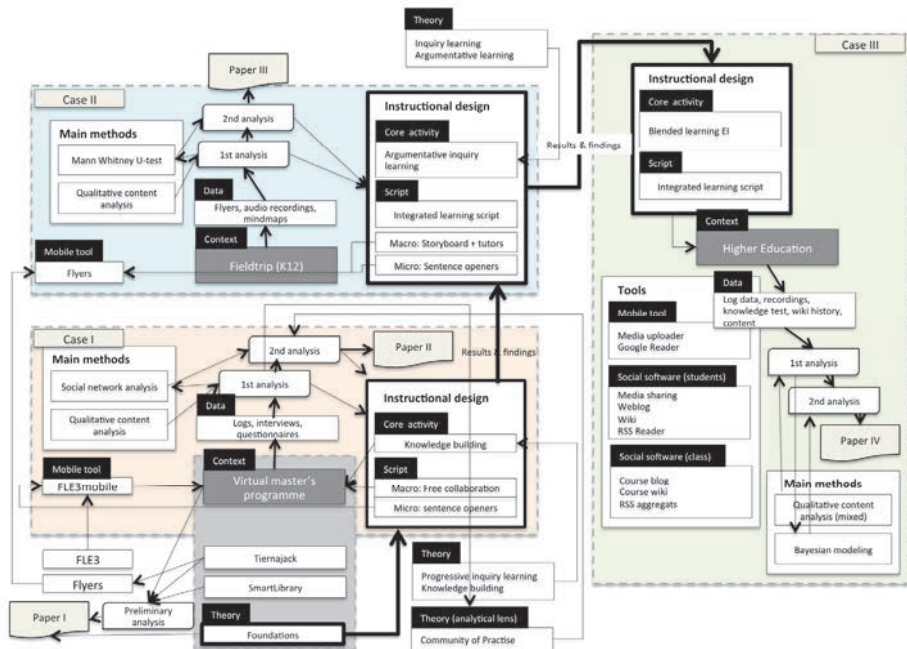 Theory
Inquiry learning
Argumentative learning
Case III
Paper III
Case II
2nd analysis
Main methods
Mann Whitney U-test
1st analysis
Qualitative content
analysis
Data
Flyers, audio recordings,
mindmaps
Context
Fieldtrip (K12)
Mobile tool
Flyers
Instructional design
Core activity
Argumentative inquiry
learning
Script
Integrated learning script
Macro: Storyboard + tutors
Micro: Sentence openers
Results & findings
Instructional design
Core activity
Blended learning EI
Script
Integrated learning script
Context
Higher Education
Tools
Mobile tool
Media uploader
Google Reader
Social software (students)
Media sharing
Weblog
Wiki
RSS Reader
Social software (class)
Course blog
Course wiki
RSS aggregats
Data
Log data, recordings,
knowledge test, wiki history,
content
1st analysis
2nd analysis
Paper IV
Main methods
Qualitative content
analysis (mixed)
Bayesian modeling
Case I
2nd analysis
Paper II
Results & findings
Main methods
Social network analysis
1st analysis
Qualitative content
analysis
Data
Logs, interviews,
questionnaires
Context
Virtual master's
programme
Mobile tool
FLE3mobile
Instructional design
Core activity
Knowledge building
Script
Macro: Free collaboration
Micro: sentence openers
FLE3
Flyers
Tiernajack
SmartLibrary
Preliminary
analysis
Paper I
Theory
Foundations
Theory
Progressive inquiry learning
Knowledge building
Theory (analytical lens)
Community of Practise